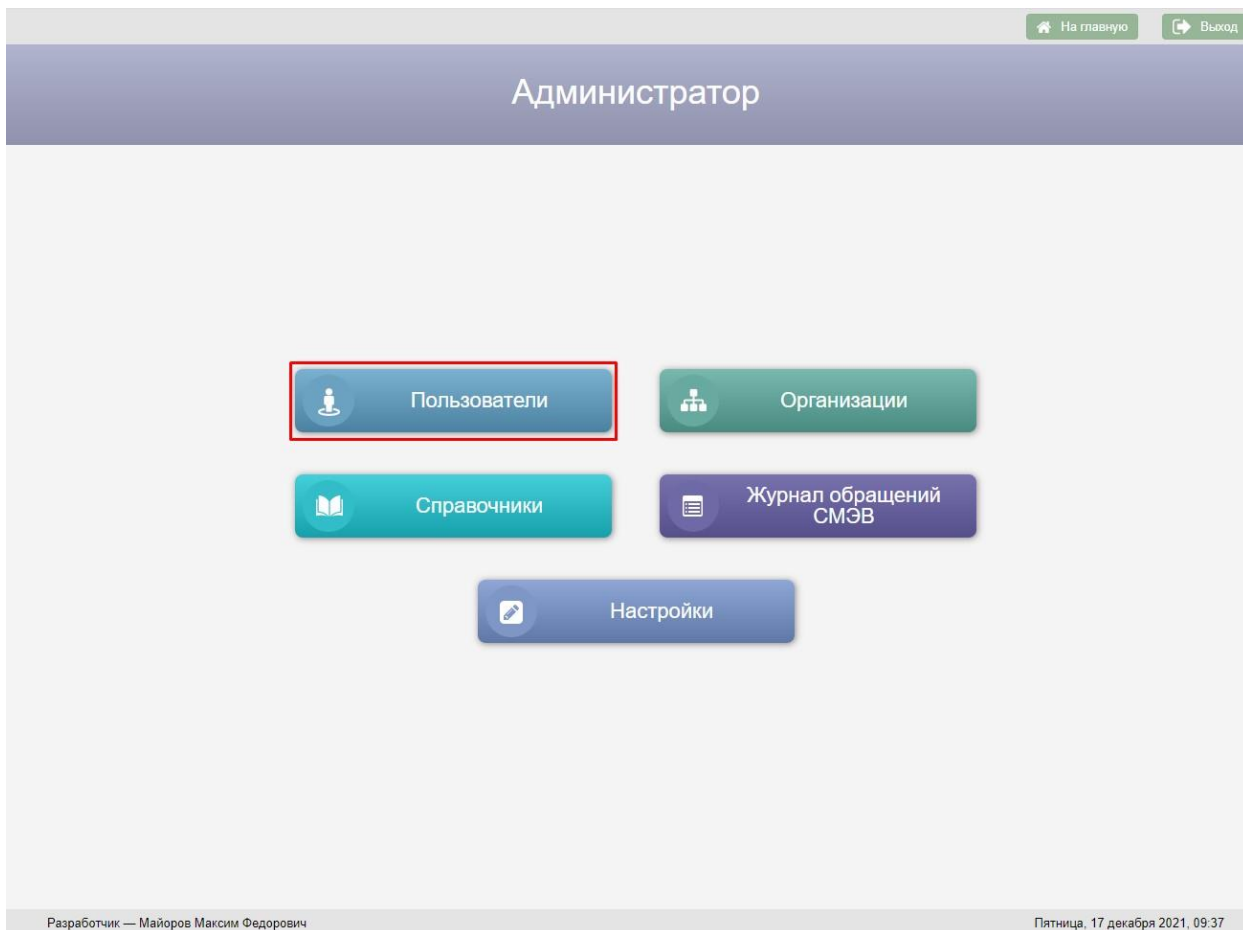 На главную
Выход
Администратор
Пользователи
Организации
Справочники
Журнал обращений
СМЭВ
Настройки
Разработчик — Майоров Максим Федорович
Пятница, 17 декабря 2021, 09:37